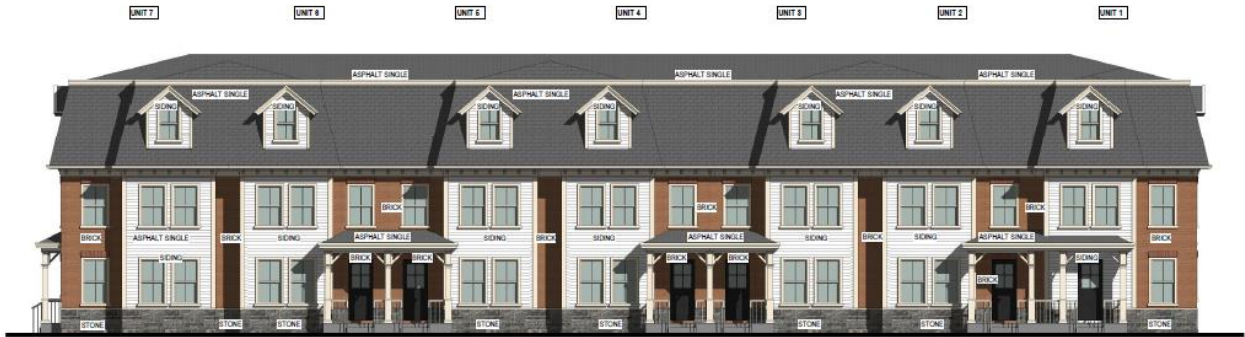 UNIT 7
UNIT 6
UNIT 5
UNIT 4
UNIT 3
UNIT 2
UNIT 1
ASPHALT SINGLE
ASPHALT SINGLE
ASPHALT SINGLE
ASPHALT SINGLE
ASPHALT SINGLE
ASPHALT SINGLE
SIDING
SIDING
SIDING
SIDING
SIDING
SIDING
SIDING
BRICK
BRICK
BRICK
BRICK
ASPHALT SINGLE
BRICK
SIDING
ASPHALT SINGLE
SIDING
BRICK
SIDING
ASPHALT SINGLE
SIDING
BRICK
SIDING
ASPHALT SINGLE
BRICK
SIDING
BRICK
BRICK
BRICK
BRICK
SIDING
BRICK
STONE
STONE
STONE
STONE
STONE
STONE
STONE
STONE